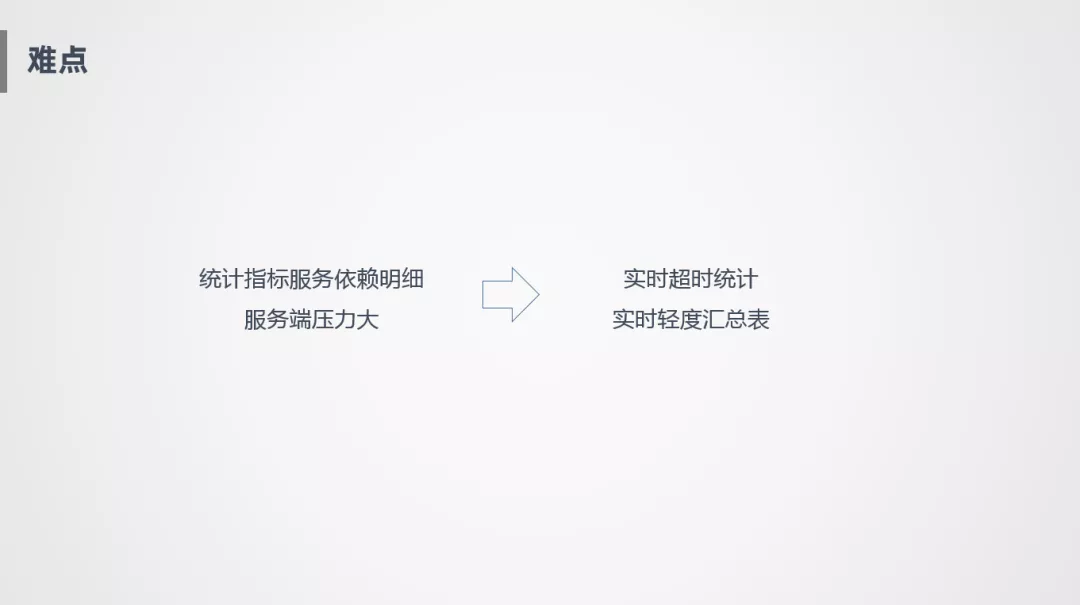 难点
统计指标服务依赖明细
服务端压力大
实时超时统计
实时轻度汇总表